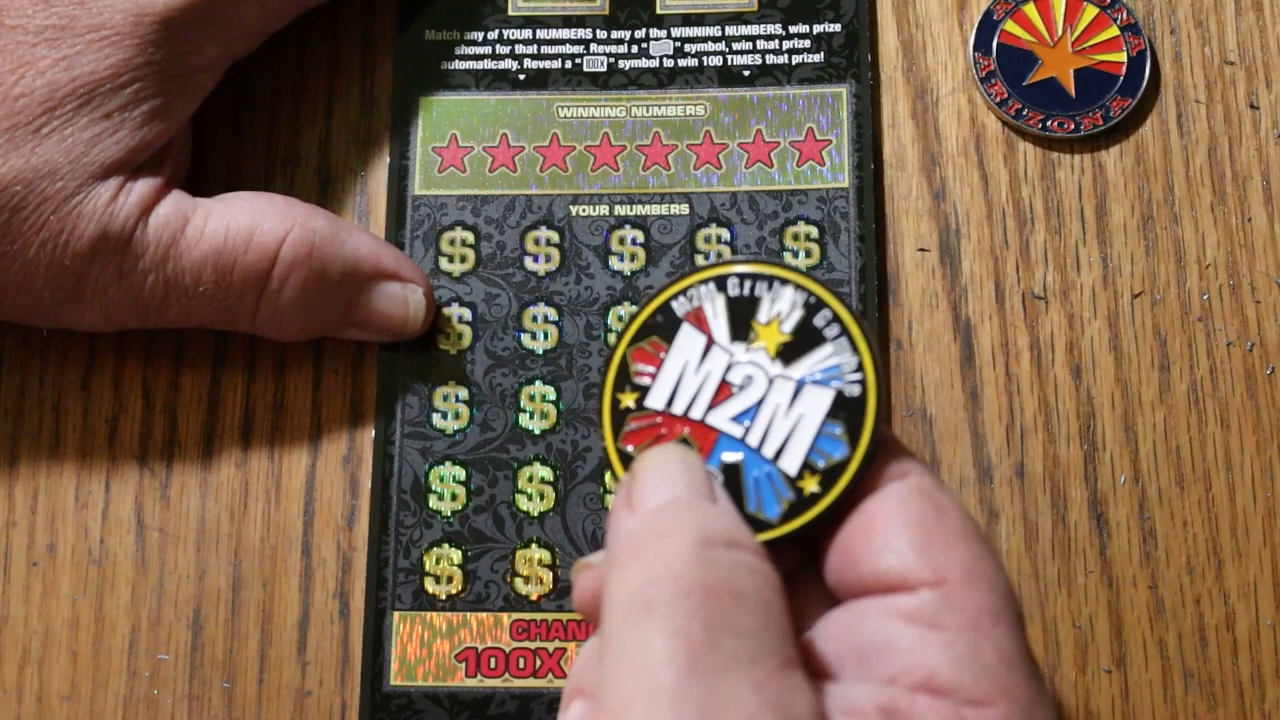 Match any of YOUR NUMBERS to any of the WINNING NUMBERS, win prize
shown for that number. Reveal a " " symbol, win that prize
automatically. Reveal a "100X" symbol to win 100 TIMES that prize!
WINNING NUMBERS
YOUR NUMBERS
$ $ $ $ $
$ $ $
$ $
$ $ $
$ $
100X
M2M
M2M
ARIZONA